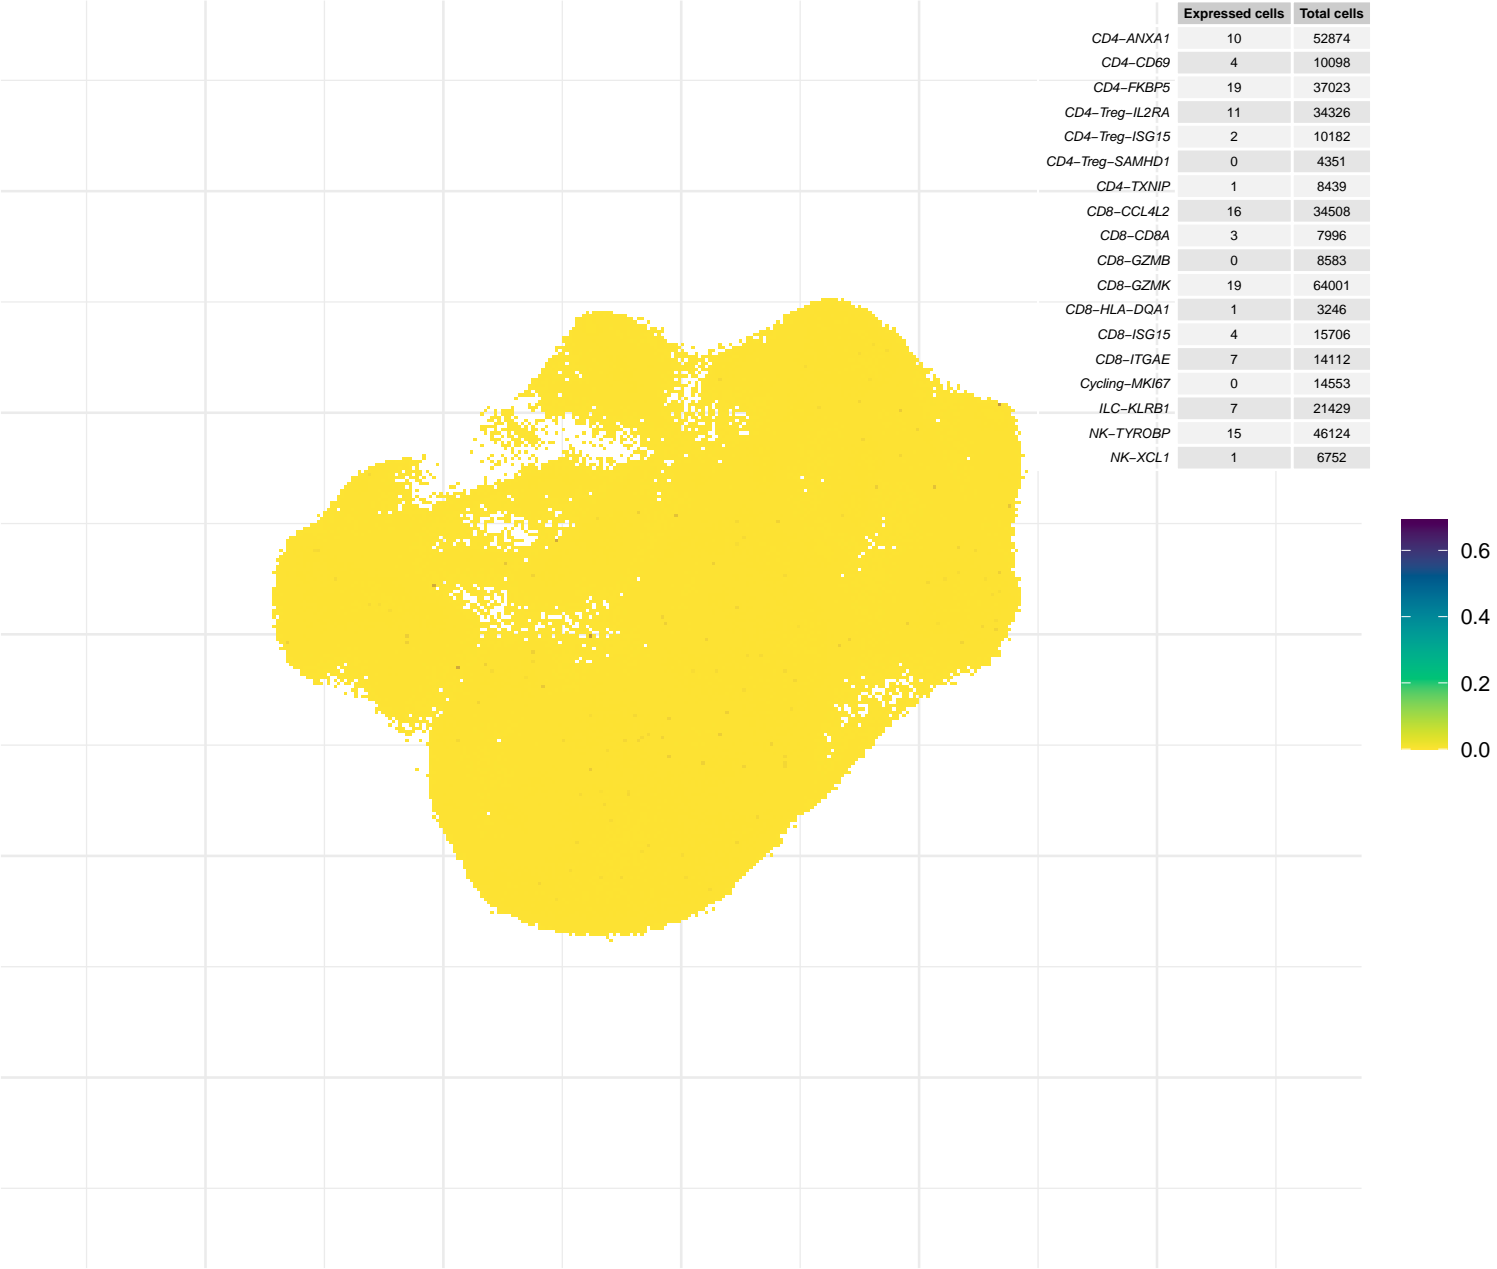 Expressed cells Total cells
CD4−ANXA1 10 52874
CD4−CD69 4 10098
CD4−FKBP5 19 37023
CD4−Treg−IL2RA 11 34326
CD4−Treg−ISG15 2 10182
CD4−Treg−SAMHD1 0 4351
CD4−TXNIP 1 8439
CD8−CCL4L2 16 34508
CD8−CD8A 3 7996
CD8−GZMB 0 8583
CD8−GZMK 19 64001
CD8−HLA−DQA1 1 3246
CD8−ISG15 4 15706
CD8−ITGAE 7 14112
Cycling−MKI67 0 14553
ILC−KLRB1 7 21429
NK−TYROBP 15 46124
NK−XCL1 1 6752
0.6
0.4
0.2
0.0